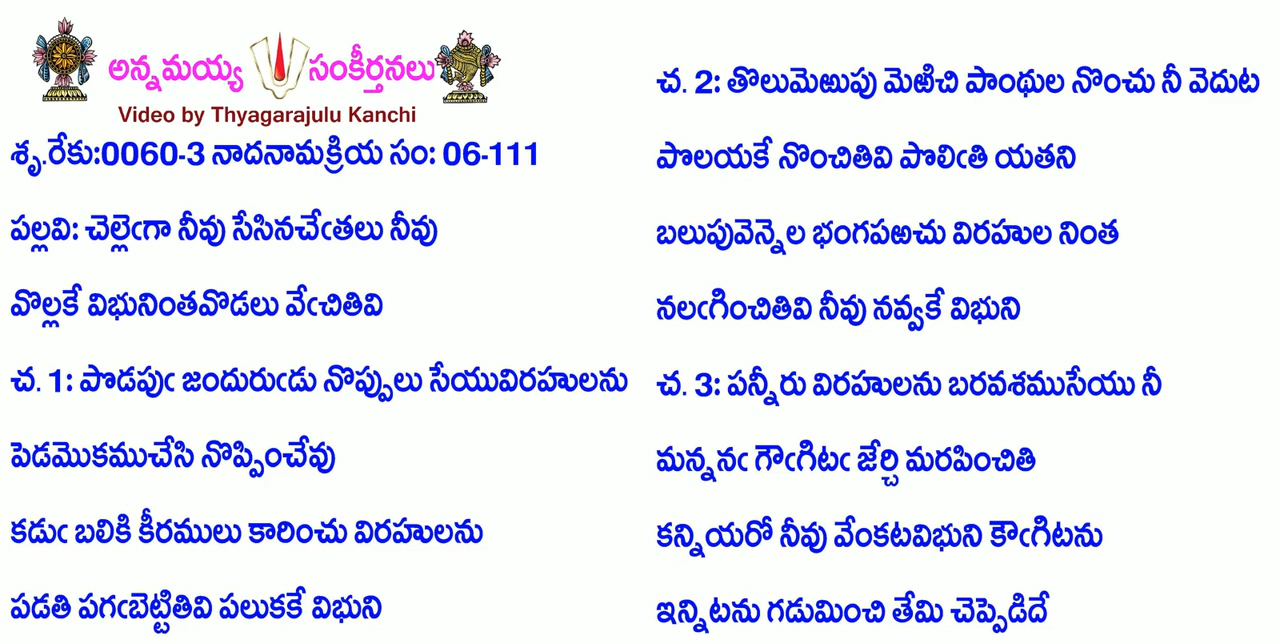 అన్నమయ్య సంకీర్తనలు
Video by Thyagarajulu Kanchi
శృ.రేకు:0060-3 నాదనామక్రియ సం: 06-111
పల్లవి: చెల్లెఁగా నీవు సేసినచేఁతలు నీవు
వొల్లకే విభునింతవొడలు వేఁచితివి
చ. 1: పొడపుఁ జందురుఁడు నొప్పులు సేయువిరహులను
పెడమొకముచేసి నొప్పించేవు
కడుఁ బలికి కీరములు కారించు విరహులను
పడతి పగఁబెట్టితివి పలుకకే విభుని
చ. 2: తొలుమెఱుపు మెఱిచి పాంథుల నొంచు నీ వెదుట
పొలయకే నొంచితివి పొలిఁతి యతని
బలుపువెన్నెల భంగపఱచు విరహుల నింత
నలఁగించితివి నీవు నవ్వకే విభుని
చ. 3: పన్నీరు విరహులను బరవశముసేయు నీ
మన్ననఁ గౌఁగిటఁ జేర్చి మరపించితి
కన్నియరో నీవు వేంకటవిభుని కౌఁగిటను
ఇన్నిటను గడుమించి తేమి చెప్పెడిదే